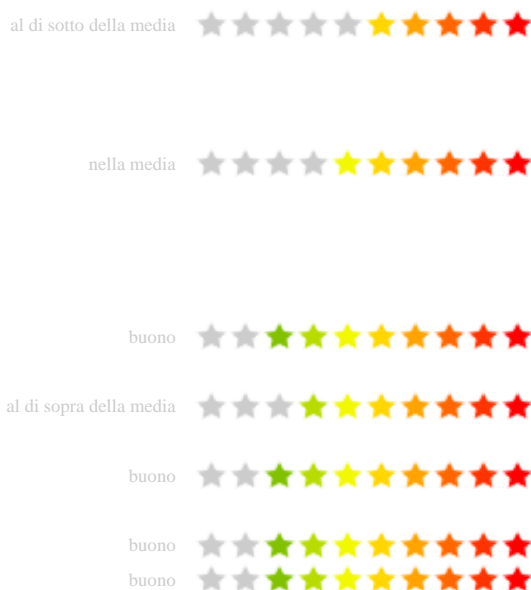 al di sotto della media
nella media
buono
al di sopra della media
buono
buono
buono